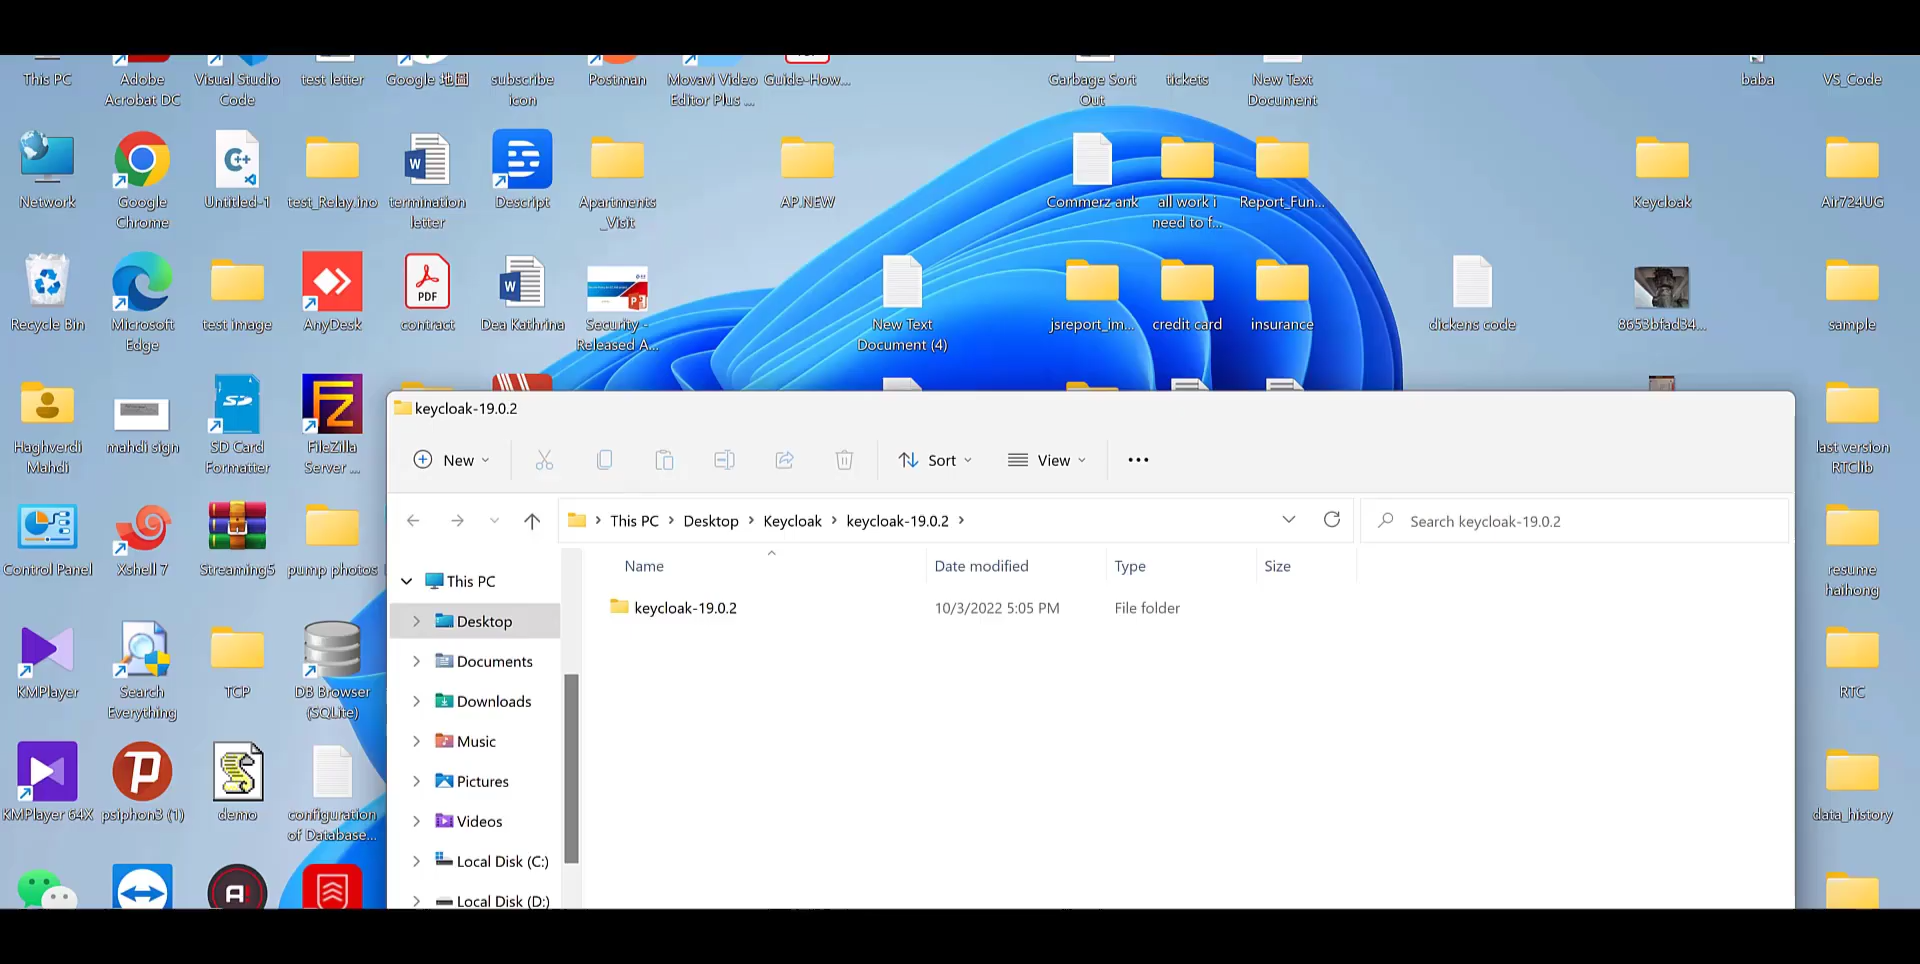 This PC
Adobe
Acrobat DC
Visual Studio
Code
test letter
Google 地圖
subscribe
icon
Postman
Movavi Video
Editor Plus ...
Guide-How...
Garbage Sort
Out
tickets
New Text
Document
baba
VS_Code
Network
Google
Chrome
Untitled-1
test_Relay.ino
termination
letter
Descript
Apartments
_Visit
AP.NEW
Commerz ank
all work i
need to f...
Report_Fun...
Keycloak
Air724UG
Recycle Bin
Microsoft
Edge
test image
AnyDesk
PDF
contract
Dea Kathrina
Security -
Released A...
New Text
Document (4)
jsreport_im...
credit card
insurance
dickens code
8653bfad34...
sample
Haghverdi
Mahdi
mahdi sign
SD Card
Formatter
FileZilla
Server ...
last version
RTClib
Control Panel
Xshell 7
Streaming5
pump photos
resume
haihong
KMPlayer
Search
Everything
TCP
DB Browser
(SQLite)
RTC
KMPlayer 64X
psiphon3 (1)
demo
configuration
of Database...
data_history
keycloak-19.0.2
New
Sort
View
This PC
Desktop
Keycloak
keycloak-19.0.2
Search keycloak-19.0.2
Name
Date modified
Type
Size
keycloak-19.0.2
10/3/2022 5:05 PM
File folder
This PC
Desktop
Documents
Downloads
Music
Pictures
Videos
Local Disk (C:)
Local Disk (D:)